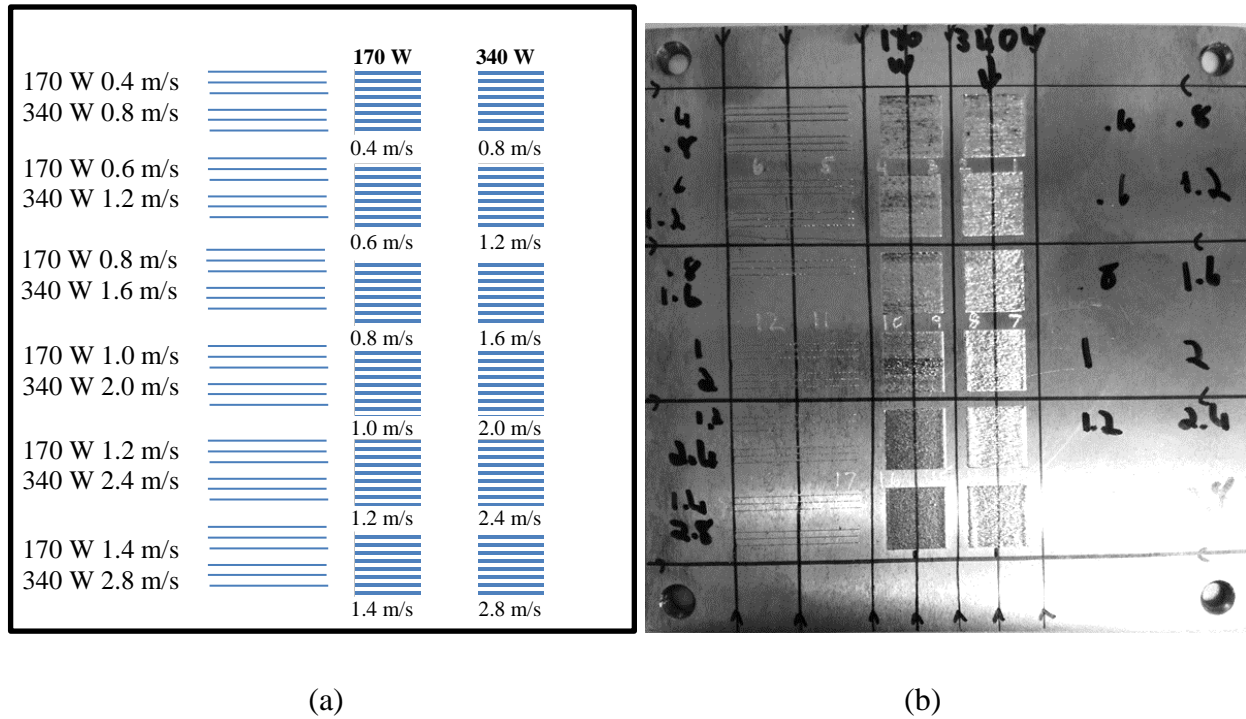 170 W 340 W
170 W 0.4 m/s
340 W 0.8 m/s
0.4 m/s 0.8 m/s
170 W 0.6 m/s
340 W 1.2 m/s
0.6 m/s 1.2 m/s
170 W 0.8 m/s
340 W 1.6 m/s
0.8 m/s 1.6 m/s
170 W 1.0 m/s
340 W 2.0 m/s
1.0 m/s 2.0 m/s
170 W 1.2 m/s
340 W 2.4 m/s
1.2 m/s 2.4 m/s
170 W 1.4 m/s
340 W 2.8 m/s
1.4 m/s 2.8 m/s
(a)
340W
W
.4 .8
.8
6 5 4 3 2 1
.6 1.2
1.2
.8 1.6
1.6
12 11 10 9 8 7
1 1 2
1.2 1.2 2.4
2.4
17
2.8
(b)